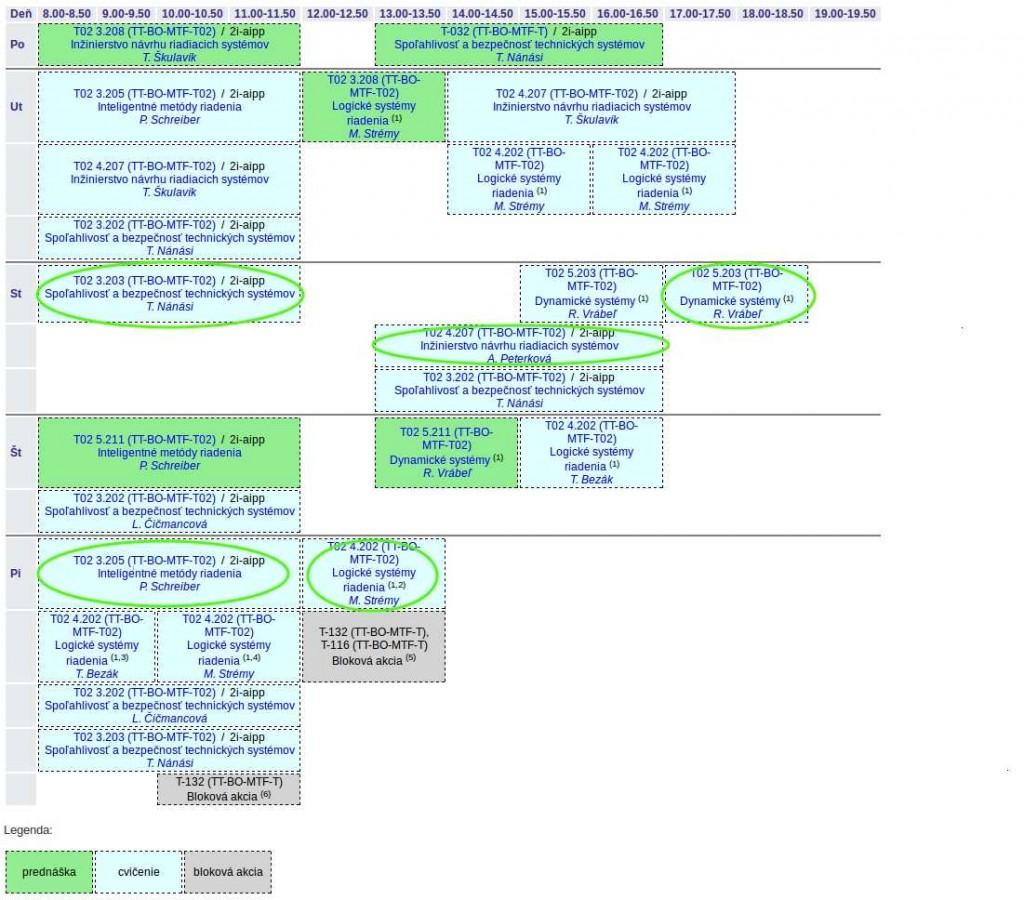 Deň 8.00-8.50 9.00-9.50 10.00-10.50 11.00-11.50 12.00-12.50 13.00-13.50 14.00-14.50 15.00-15.50 16.00-16.50 17.00-17.50 18.00-18.50 19.00-19.50
Po
T02 3.208 (TT-BO-MTF-T02) / 2i-aipp
Inžinierstvo návrhu riadiacich systémov
T. Škulavík
T-032 (TT-BO-MTF-T) / 2i-aipp
Spoľahlivosť a bezpečnosť technických systémov
T. Nánási
Ut
T02 3.205 (TT-BO-MTF-T02) / 2i-aipp
Inteligentné metódy riadenia
P. Schreiber
T02 3.208 (TT-BO-
MTF-T02)
Logické systémy
riadenia (1)
M. Strémy
T02 4.207 (TT-BO-MTF-T02) / 2i-aipp
Inžinierstvo návrhu riadiacich systémov
T. Škulavík
T02 4.207 (TT-BO-MTF-T02) / 2i-aipp
Inžinierstvo návrhu riadiacich systémov
T. Škulavík
T02 4.202 (TT-BO-
MTF-T02)
Logické systémy
riadenia (1)
M. Strémy
T02 4.202 (TT-BO-
MTF-T02)
Logické systémy
riadenia (1)
M. Strémy
T02 3.202 (TT-BO-MTF-T02) / 2i-aipp
Spoľahlivosť a bezpečnosť technických systémov
T. Nánási
St
T02 3.203 (TT-BO-MTF-T02) / 2i-aipp
Spoľahlivosť a bezpečnosť technických systémov
T. Nánási
T02 5.203 (TT-BO-
MTF-T02)
Dynamické systémy (1)
R. Vrábeľ
T02 5.203 (TT-BO-
MTF-T02)
Dynamické systémy (1)
R. Vrábeľ
T02 4.207 (TT-BO-MTF-T02) / 2i-aipp
Inžinierstvo návrhu riadiacich systémov
A. Peterková
T02 3.202 (TT-BO-MTF-T02) / 2i-aipp
Spoľahlivosť a bezpečnosť technických systémov
T. Nánási
Št
T02 5.211 (TT-BO-MTF-T02) / 2i-aipp
Inteligentné metódy riadenia
P. Schreiber
T02 5.211 (TT-BO-
MTF-T02)
Dynamické systémy (1)
R. Vrábeľ
T02 4.202 (TT-BO-
MTF-T02)
Logické systémy
riadenia (1)
T. Bezák
T02 3.202 (TT-BO-MTF-T02) / 2i-aipp
Spoľahlivosť a bezpečnosť technických systémov
L. Čičmancová
Pi
T02 3.205 (TT-BO-MTF-T02) / 2i-aipp
Inteligentné metódy riadenia
P. Schreiber
T02 4.202 (TT-BO-
MTF-T02)
Logické systémy
riadenia (1,2)
M. Strémy
T02 4.202 (TT-BO-
MTF-T02)
Logické systémy
riadenia (1,3)
T. Bezák
T02 4.202 (TT-BO-
MTF-T02)
Logické systémy
riadenia (1,4)
M. Strémy
T-132 (TT-BO-MTF-T),
T-116 (TT-BO-MTF-T)
Bloková akcia (5)
T02 3.202 (TT-BO-MTF-T02) / 2i-aipp
Spoľahlivosť a bezpečnosť technických systémov
L. Čičmancová
T02 3.203 (TT-BO-MTF-T02) / 2i-aipp
Spoľahlivosť a bezpečnosť technických systémov
T. Nánási
T-132 (TT-BO-MTF-T)
Bloková akcia (6)
Legenda:
prednáška cvičenie bloková akcia